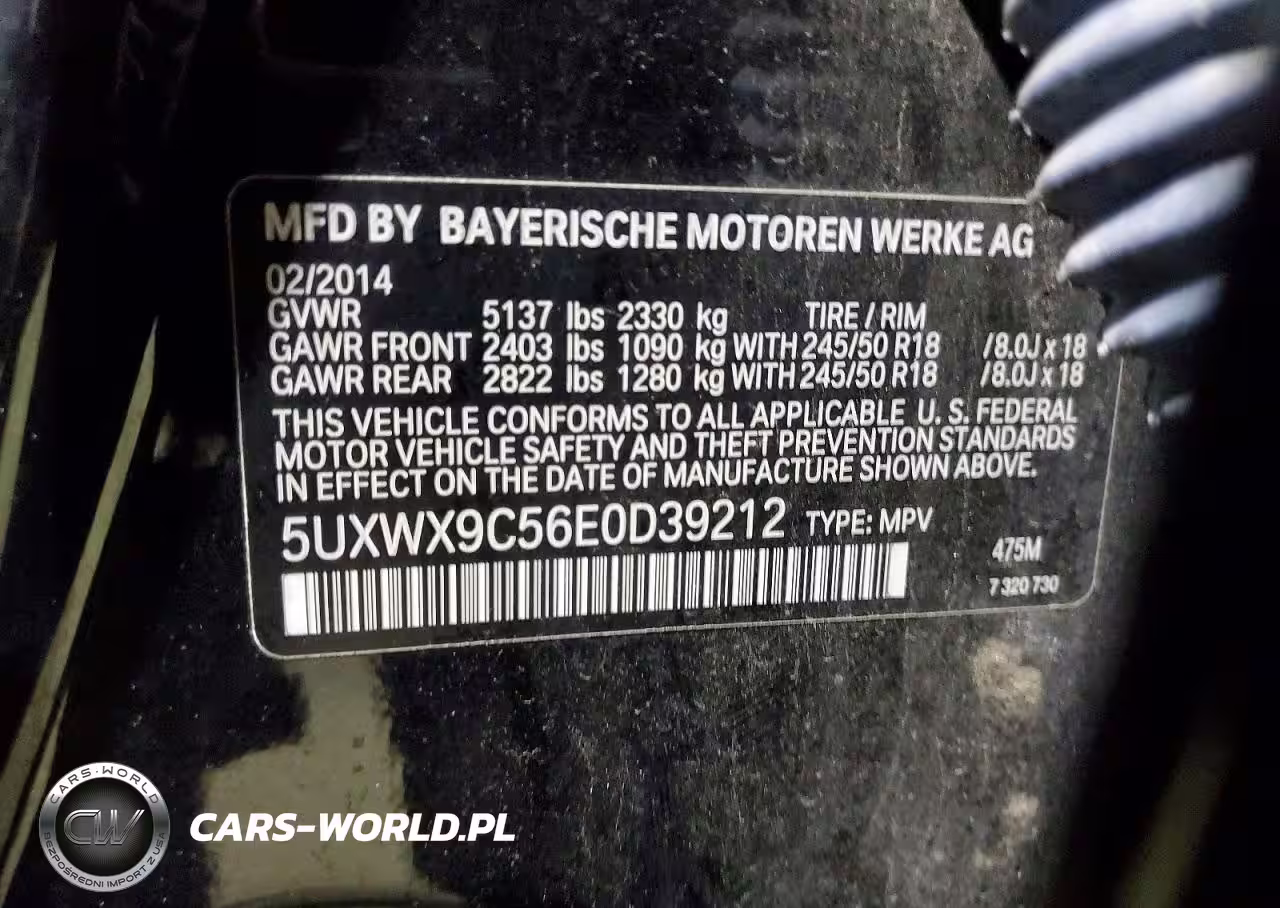 MFD BY BAYERISCHE MOTOREN WERKE AG
02/2014
GVWR 5137 lbs 2330 kg TIRE / RIM
GAWR FRONT 2403 lbs 1090 kg WITH 245/50 R18 /8.0J x 18
GAWR REAR 2822 lbs 1280 kg WITH 245/50 R18 /8.0J x 18
THIS VEHICLE CONFORMS TO ALL APPLICABLE U. S. FEDERAL
MOTOR VEHICLE SAFETY AND THEFT PREVENTION STANDARDS
IN EFFECT ON THE DATE OF MANUFACTURE SHOWN ABOVE.
5UXWX9C56E0D39212 TYPE: MPV
475M
7 320 730
CARS-WORLD
CW
BEZPOŚREDNI IMPORT Z USA
CARS-WORLD.PL